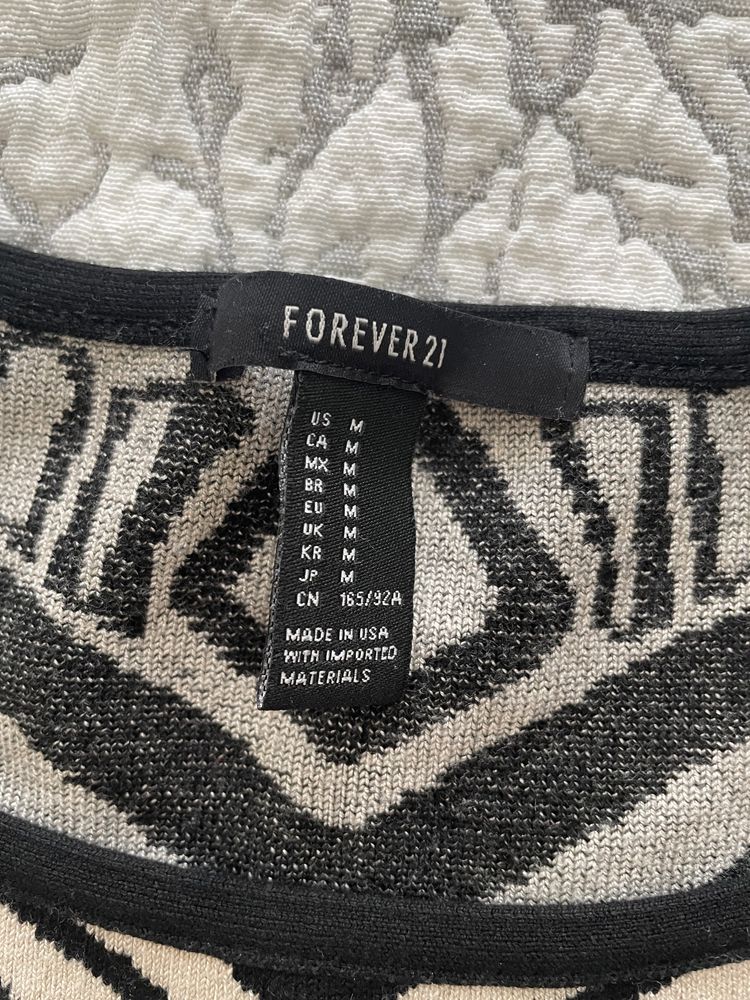 FOREVER 21
US M
CA M
MX M
BR M
EU M
UK M
KR M
JP M
CN 165/92A
MADE IN USA
WITH IMPORTED
MATERIALS